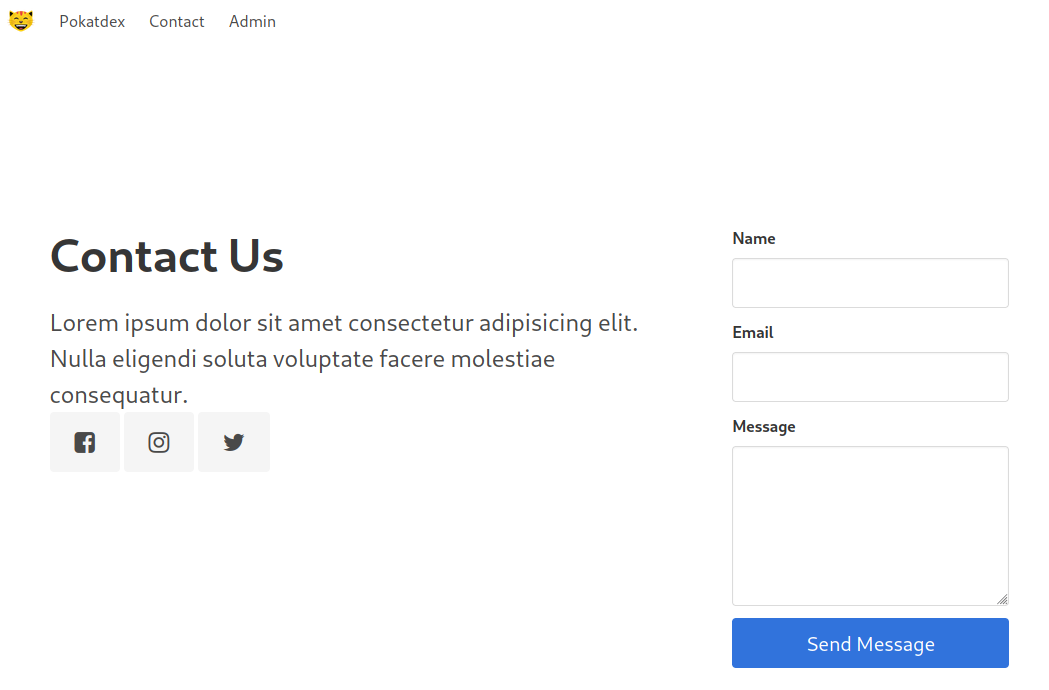 Pokatdex Contact Admin
Contact Us
Lorem ipsum dolor sit amet consectetur adipisicing elit.
Nulla eligendi soluta voluptate facere molestiae
consequatur.
Name
Email
Message
Send Message